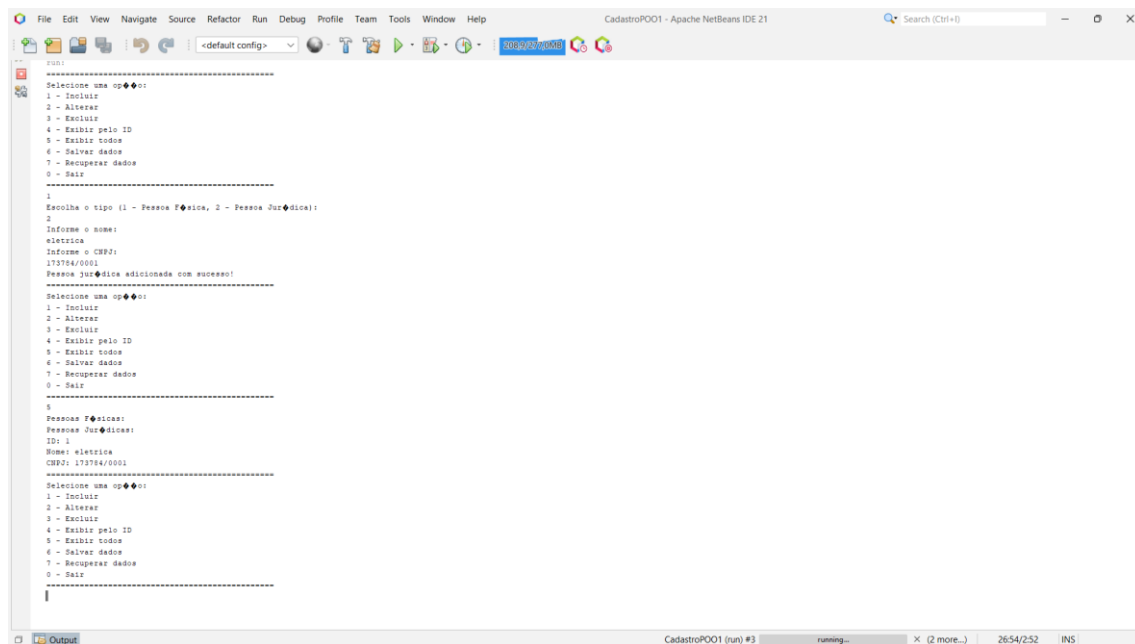 File Edit View Navigate Source Refactor Run Debug Profile Team Tools Window Help CadastroPOO1 - Apache NetBeans IDE 21 Search (Ctrl+I)
<default config>
run:
================================================
Selecione uma op��o:
1 - Incluir
2 - Alterar
3 - Excluir
4 - Exibir pelo ID
5 - Exibir todos
6 - Salvar dados
7 - Recuperar dados
0 - Sair
================================================
1
Escolha o tipo (1 - Pessoa F�sica, 2 - Pessoa Jur�dica):
2
Informe o nome:
eletrica
Informe o CNPJ:
173784/0001
Pessoa jur�dica adicionada com sucesso!
================================================
Selecione uma op��o:
1 - Incluir
2 - Alterar
3 - Excluir
4 - Exibir pelo ID
5 - Exibir todos
6 - Salvar dados
7 - Recuperar dados
0 - Sair
================================================
5
Pessoas F�sicas:
Pessoas Jur�dicas:
ID: 1
Nome: eletrica
CNPJ: 173784/0001
================================================
Selecione uma op��o:
1 - Incluir
2 - Alterar
3 - Excluir
4 - Exibir pelo ID
5 - Exibir todos
6 - Salvar dados
7 - Recuperar dados
0 - Sair
================================================
Output CadastroPOO1 (run) #3 running... (2 more...) 26:54/2:52 INS